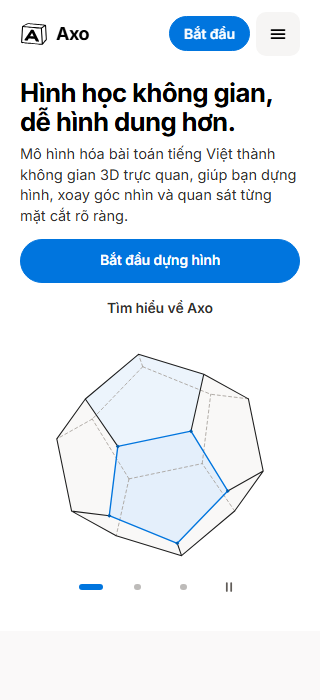 Axo
Bắt đầu
Hình học không gian,
dễ hình dung hơn.
Mô hình hóa bài toán tiếng Việt thành
không gian 3D trực quan, giúp bạn dựng
hình, xoay góc nhìn và quan sát từng
mặt cắt rõ ràng.
Bắt đầu dựng hình
Tìm hiểu về Axo